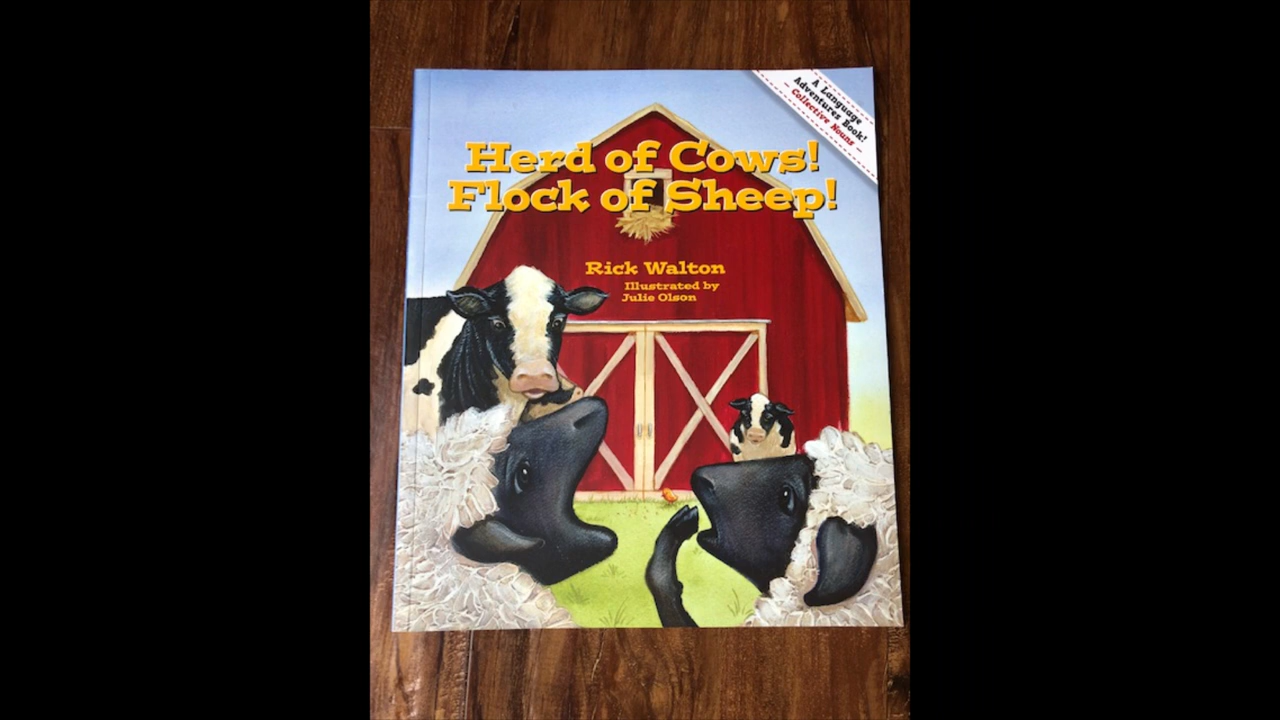 A Language
Adventures Book!
– Collective Nouns –
Herd of Cows!
Flock of Sheep!
Rick Walton
Illustrated by
Julie Olson